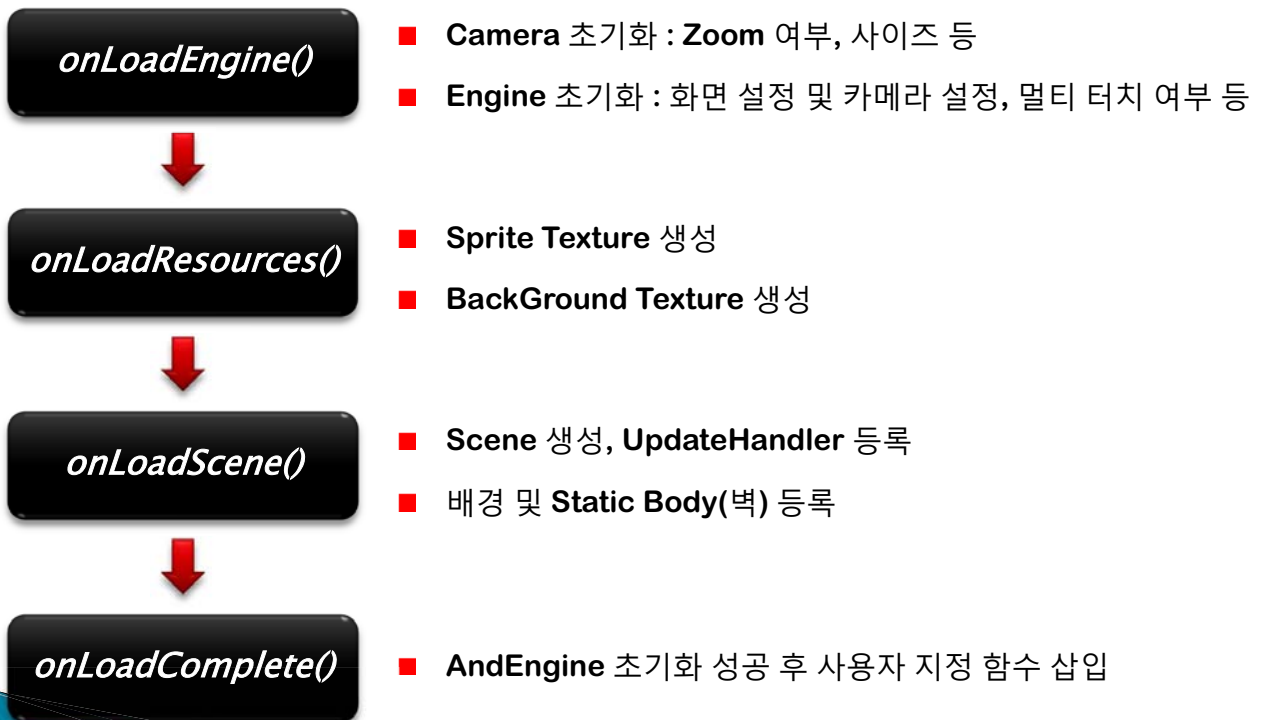 onLoadEngine()
Camera 초기화 : Zoom 여부, 사이즈 등
Engine 초기화 : 화면 설정 및 카메라 설정, 멀티 터치 여부 등
onLoadResources()
Sprite Texture 생성
BackGround Texture 생성
onLoadScene()
Scene 생성, UpdateHandler 등록
배경 및 Static Body(벽) 등록
onLoadComplete()
AndEngine 초기화 성공 후 사용자 지정 함수 삽입